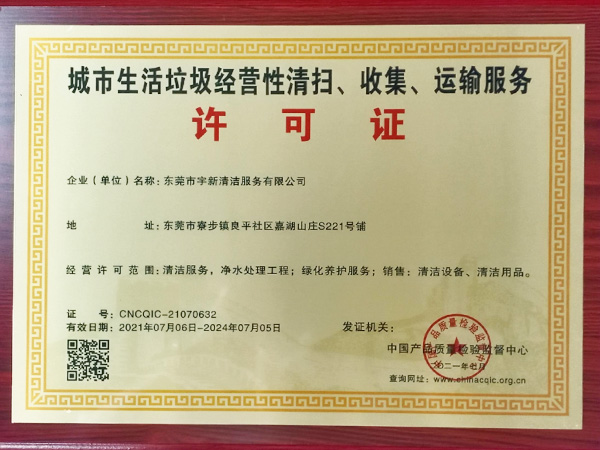 城市生活垃圾经营性清扫、收集、运输服务
许可证
企业（单位）名称：东莞市宇新清洁服务有限公司
地 址：东莞市寮步镇良平社区嘉湖山庄S221号铺
经营许可范围：清洁服务，净水处理工程；绿化养护服务；销售：清洁设备、清洁用品。
证 号：CNCQIC-21070632
有效日期：2021年07月06日-2024年07月05日
发证机关：
中国产品质量检验监督中心
二〇二一年七月
查询网址：www.chinacqic.org.cn